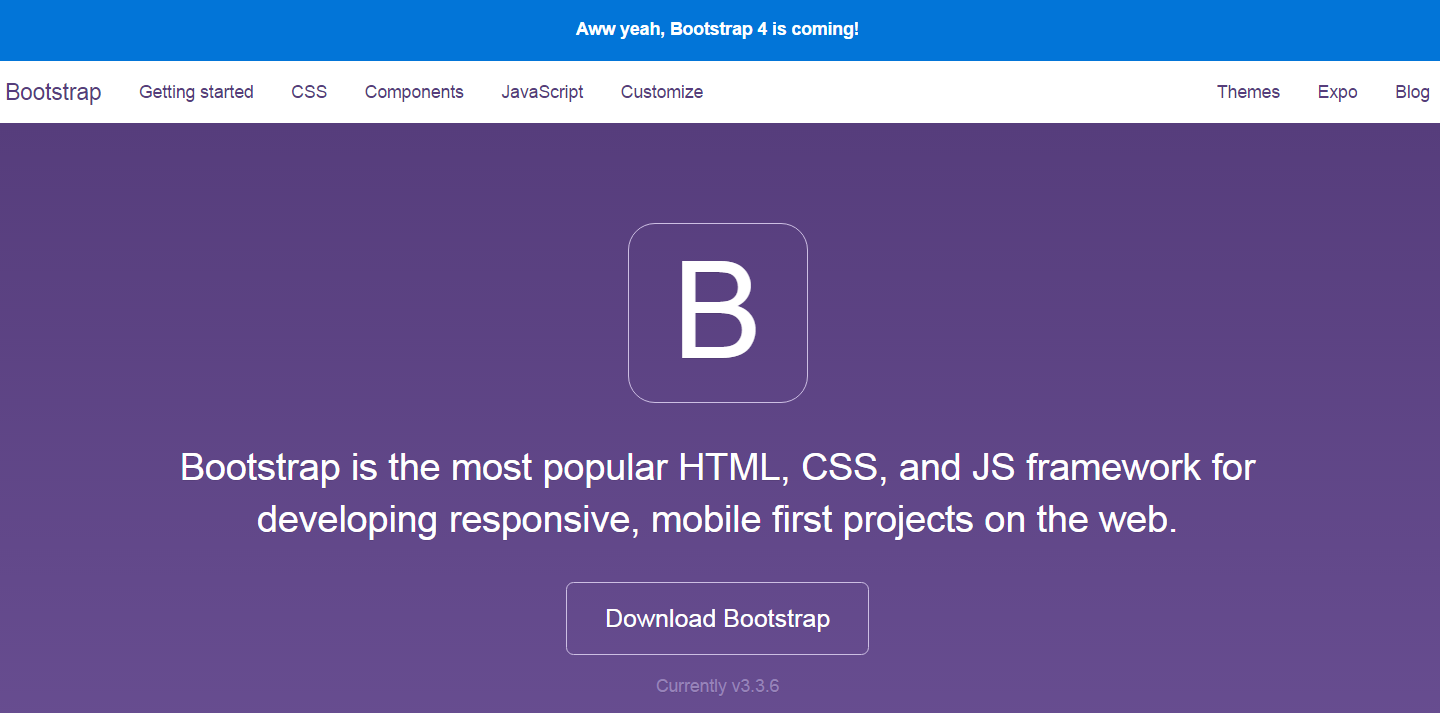 Aww yeah, Bootstrap 4 is coming!
Bootstrap Getting started CSS Components JavaScript Customize Themes Expo Blog
B
Bootstrap is the most popular HTML, CSS, and JS framework for
developing responsive, mobile first projects on the web.
Download Bootstrap
Currently v3.3.6